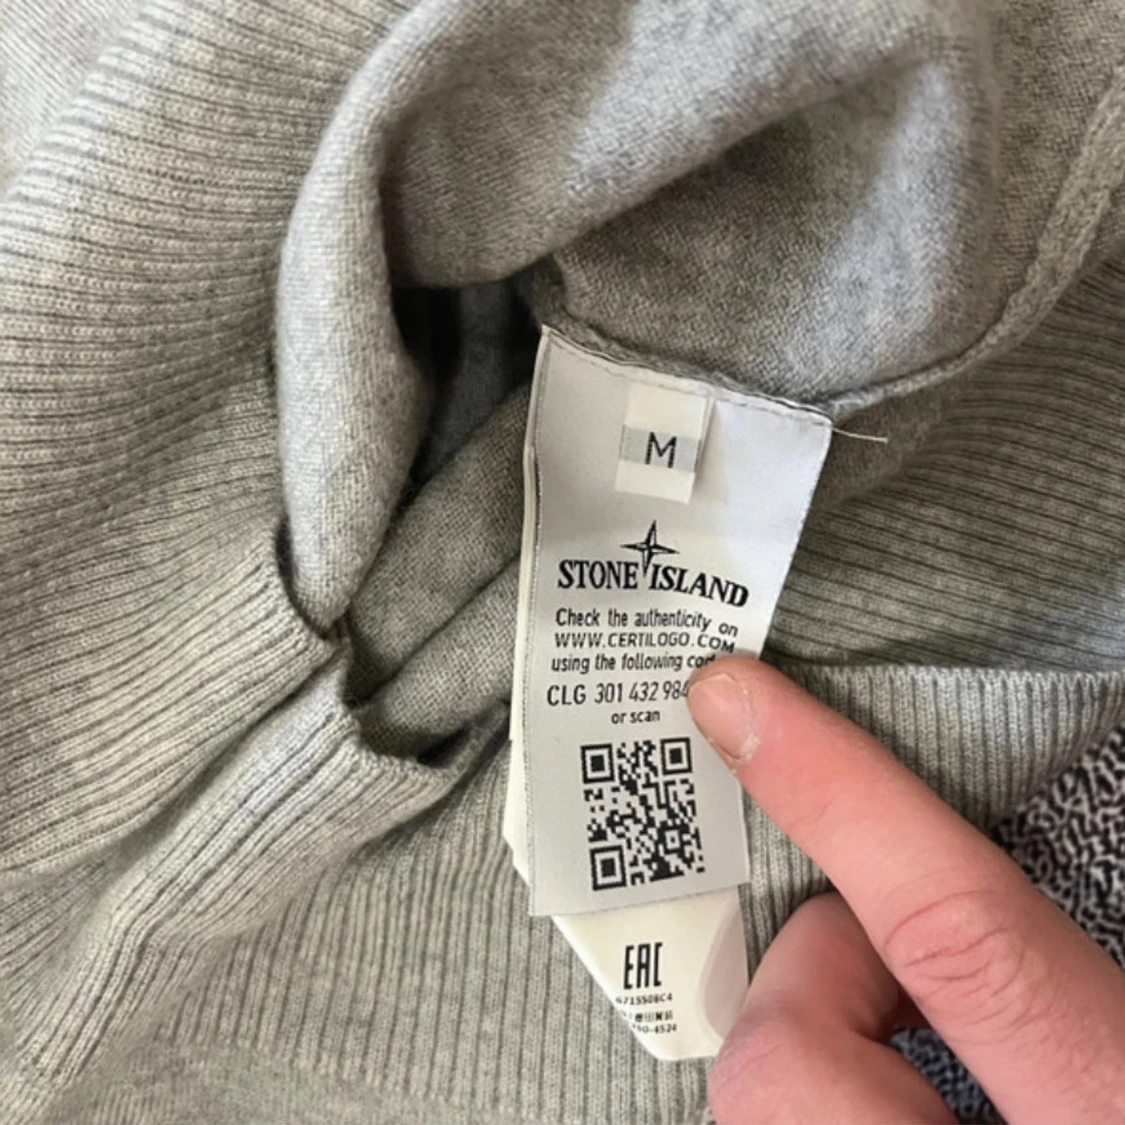 M
STONE ISLAND
Check the authenticity on
WWW.CERTILOGO.COM
using the following
CLG 301 432 984
or scan
EAC